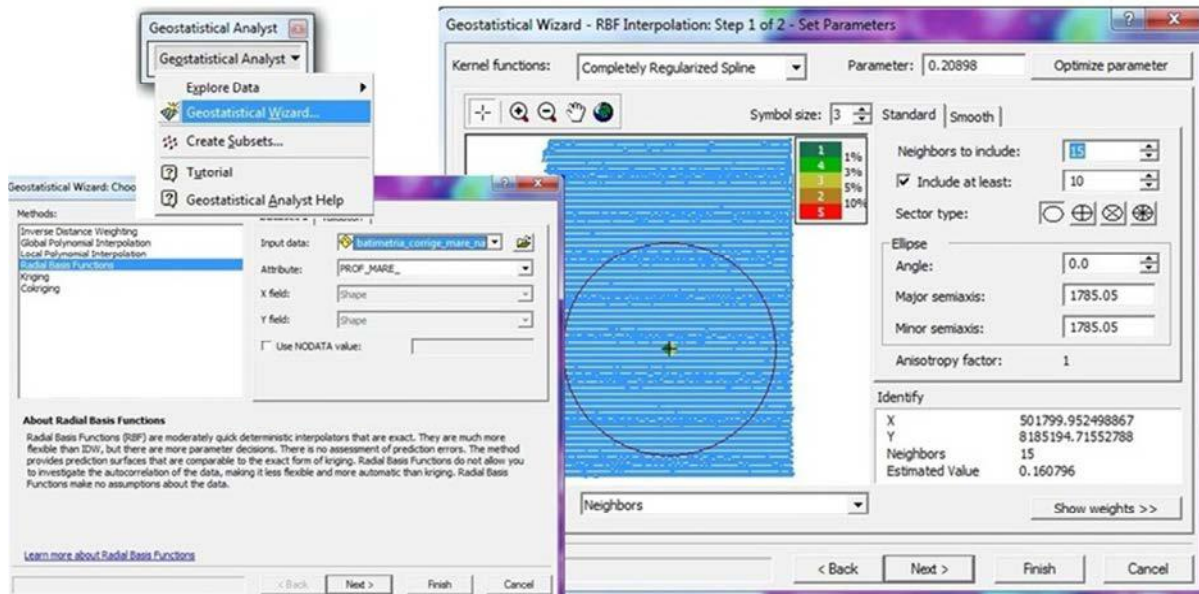 Geostatistical Analyst
Geostatistical Analyst
Explore Data
Geostatistical Wizard...
Create Subsets...
Tutorial
Geostatistical Analyst Help
Geostatistical Wizard: Choo
Methods:
Inverse Distance Weighting
Global Polynomial Interpolation
Local Polynomial Interpolation
Radial Basis Functions
Kriging
Cokriging
Input data:
batimetria_corrige_mare_na
Attribute:
PROF_MARE_
X field:
Shape
Y field:
Shape
Use NODATA value:
About Radial Basis Functions
Radial Basis Functions (RBF) are moderately quick deterministic interpolators that are exact. They are much more
flexible than IDW, but there are more parameter decisions. There is no assessment of prediction errors. The method
provides prediction surfaces that are comparable to the exact form of kriging. Radial Basis Functions do not allow you
to investigate the autocorrelation of the data, making it less flexible and more automatic than kriging. Radial Basis
Functions make no assumptions about the data.
Learn more about Radial Basis Functions
< Back
Next >
Finish
Cancel
Geostatistical Wizard - RBF Interpolation: Step 1 of 2 - Set Parameters
Kernel functions:
Completely Regularized Spline
Parameter:
0.20898
Optimize parameter
Symbol size:
3
Standard
Smooth
1
4
3
2
5
1%
3%
5%
10%
Neighbors to include:
15
Include at least:
10
Sector type:
Ellipse
Angle:
0.0
Major semiaxis:
1785.05
Minor semiaxis:
1785.05
Anisotropy factor:
1
Identify
X 501799.952498867
Y 8185194.71552788
Neighbors 15
Estimated Value 0.160796
Neighbors
Show weights >>
< Back
Next >
Finish
Cancel